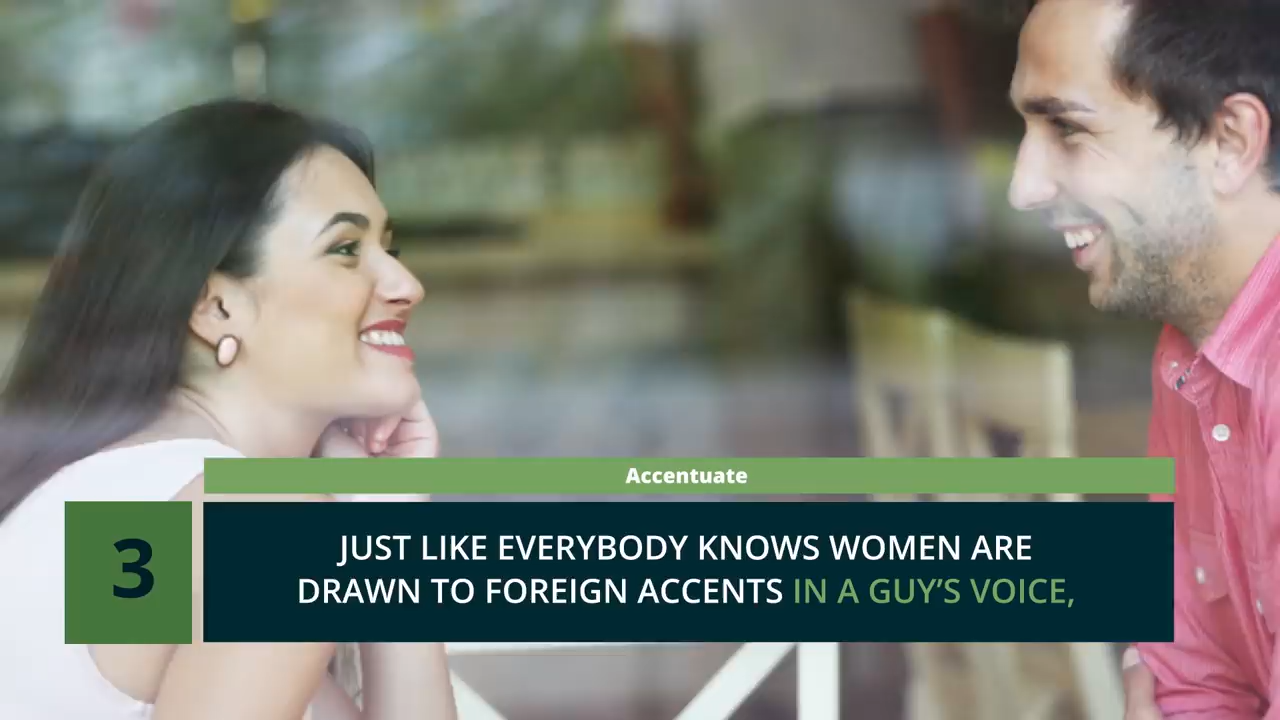 Accentuate
3
JUST LIKE EVERYBODY KNOWS WOMEN ARE
DRAWN TO FOREIGN ACCENTS IN A GUY’S VOICE,